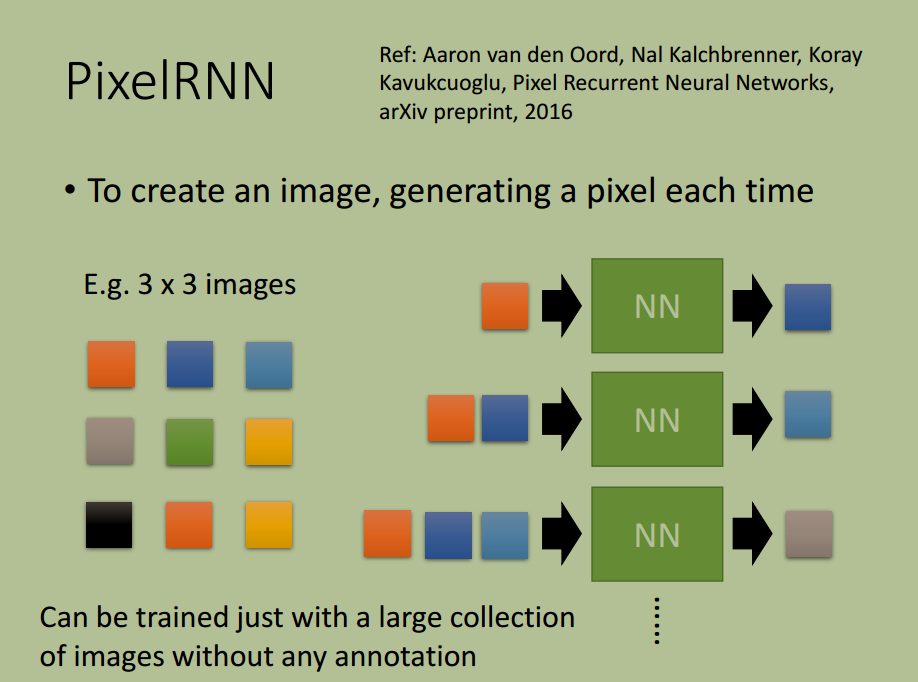 PixelRNN
Ref: Aaron van den Oord, Nal Kalchbrenner, Koray
Kavukcuoglu, Pixel Recurrent Neural Networks,
arXiv preprint, 2016
• To create an image, generating a pixel each time
E.g. 3 x 3 images
NN
NN
NN
Can be trained just with a large collection
of images without any annotation